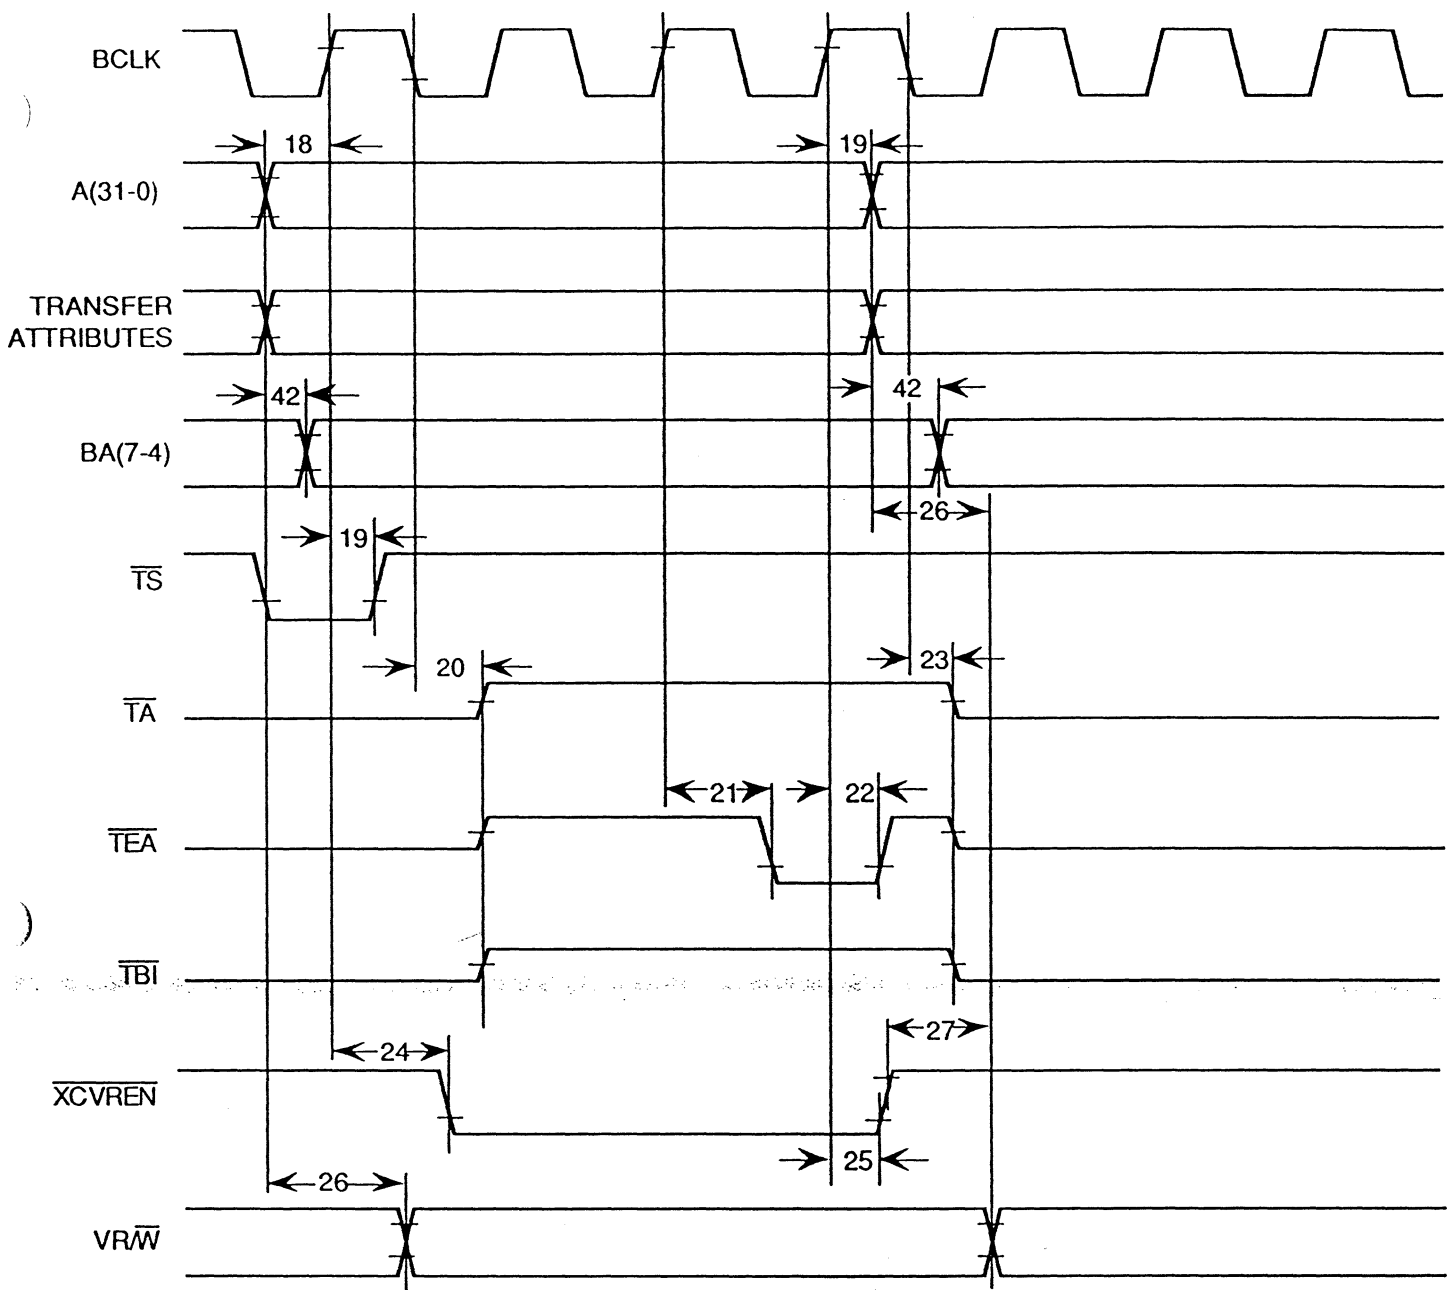 BCLK
18
19
A(31-0)
TRANSFER
ATTRIBUTES
42
42
BA(7-4)
26
19
TS
20
23
TA
21
22
TEA
TBI
27
24
XCVREN
25
26
VR/W